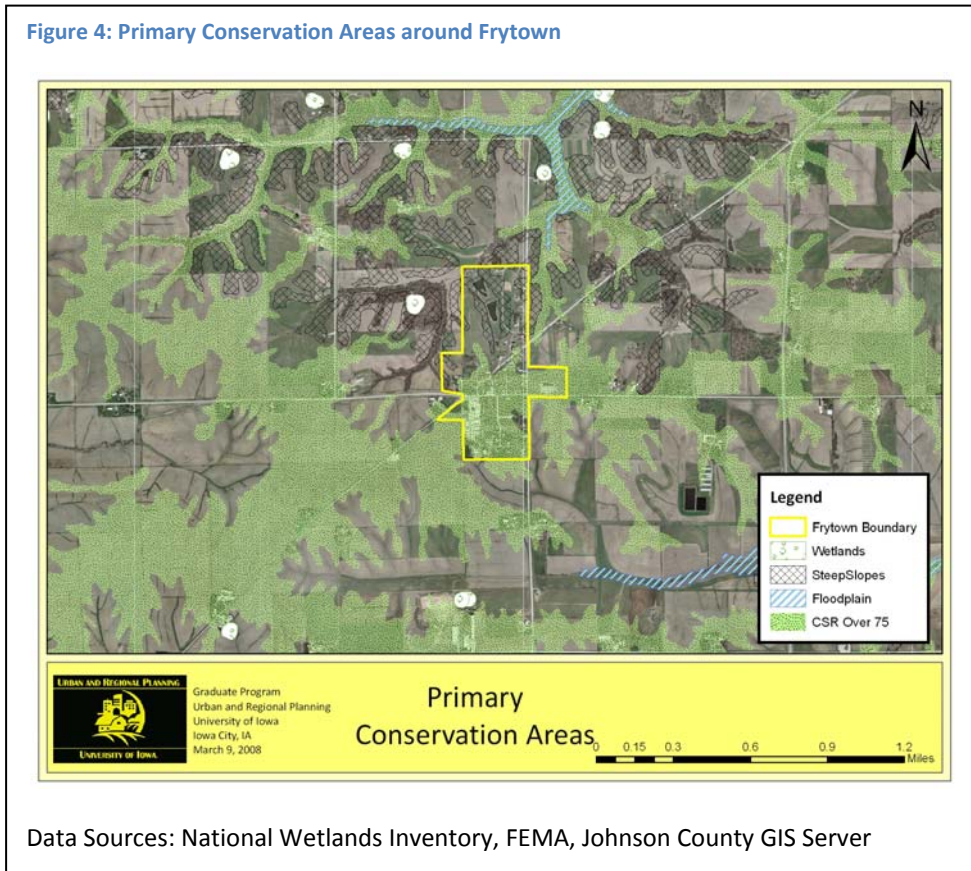 Figure 4: Primary Conservation Areas around Frytown
N
Legend
Frytown Boundary
Wetlands
SteepSlopes
Floodplain
CSR Over 75
URBAN AND REGIONAL PLANNING
UNIVERSITY OF IOWA
Graduate Program
Urban and Regional Planning
University of Iowa
Iowa City, IA
March 9, 2008
Primary
Conservation Areas
0 0.15 0.3 0.6 0.9 1.2
Miles
Data Sources: National Wetlands Inventory, FEMA, Johnson County GIS Server